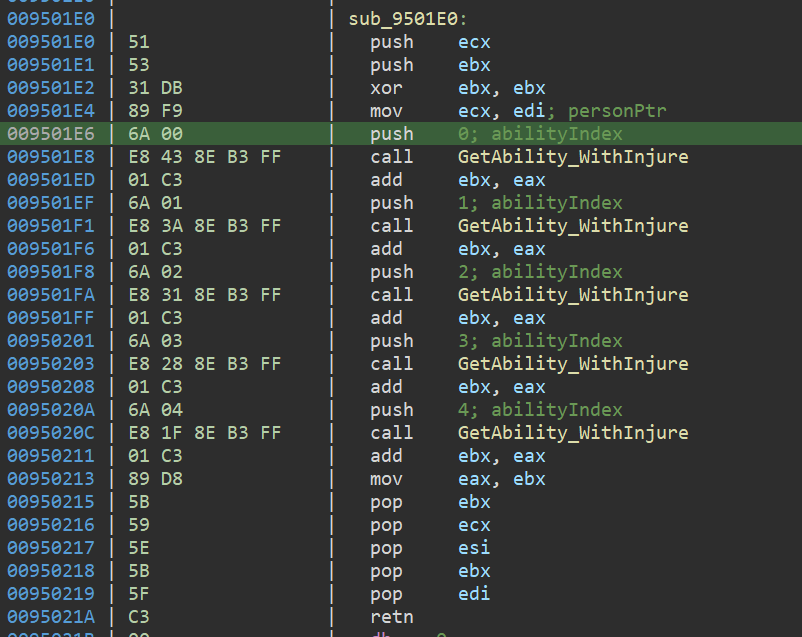 009501E0 | | sub_9501E0:
009501E0 | 51 | push ecx
009501E1 | 53 | push ebx
009501E2 | 31 DB | xor ebx, ebx
009501E4 | 89 F9 | mov ecx, edi; personPtr
009501E6 | 6A 00 | push 0; abilityIndex
009501E8 | E8 43 8E B3 FF | call GetAbility_WithInjure
009501ED | 01 C3 | add ebx, eax
009501EF | 6A 01 | push 1; abilityIndex
009501F1 | E8 3A 8E B3 FF | call GetAbility_WithInjure
009501F6 | 01 C3 | add ebx, eax
009501F8 | 6A 02 | push 2; abilityIndex
009501FA | E8 31 8E B3 FF | call GetAbility_WithInjure
009501FF | 01 C3 | add ebx, eax
00950201 | 6A 03 | push 3; abilityIndex
00950203 | E8 28 8E B3 FF | call GetAbility_WithInjure
00950208 | 01 C3 | add ebx, eax
0095020A | 6A 04 | push 4; abilityIndex
0095020C | E8 1F 8E B3 FF | call GetAbility_WithInjure
00950211 | 01 C3 | add ebx, eax
00950213 | 89 D8 | mov eax, ebx
00950215 | 5B | pop ebx
00950216 | 59 | pop ecx
00950217 | 5E | pop esi
00950218 | 5B | pop ebx
00950219 | 5F | pop edi
0095021A | C3 | retn